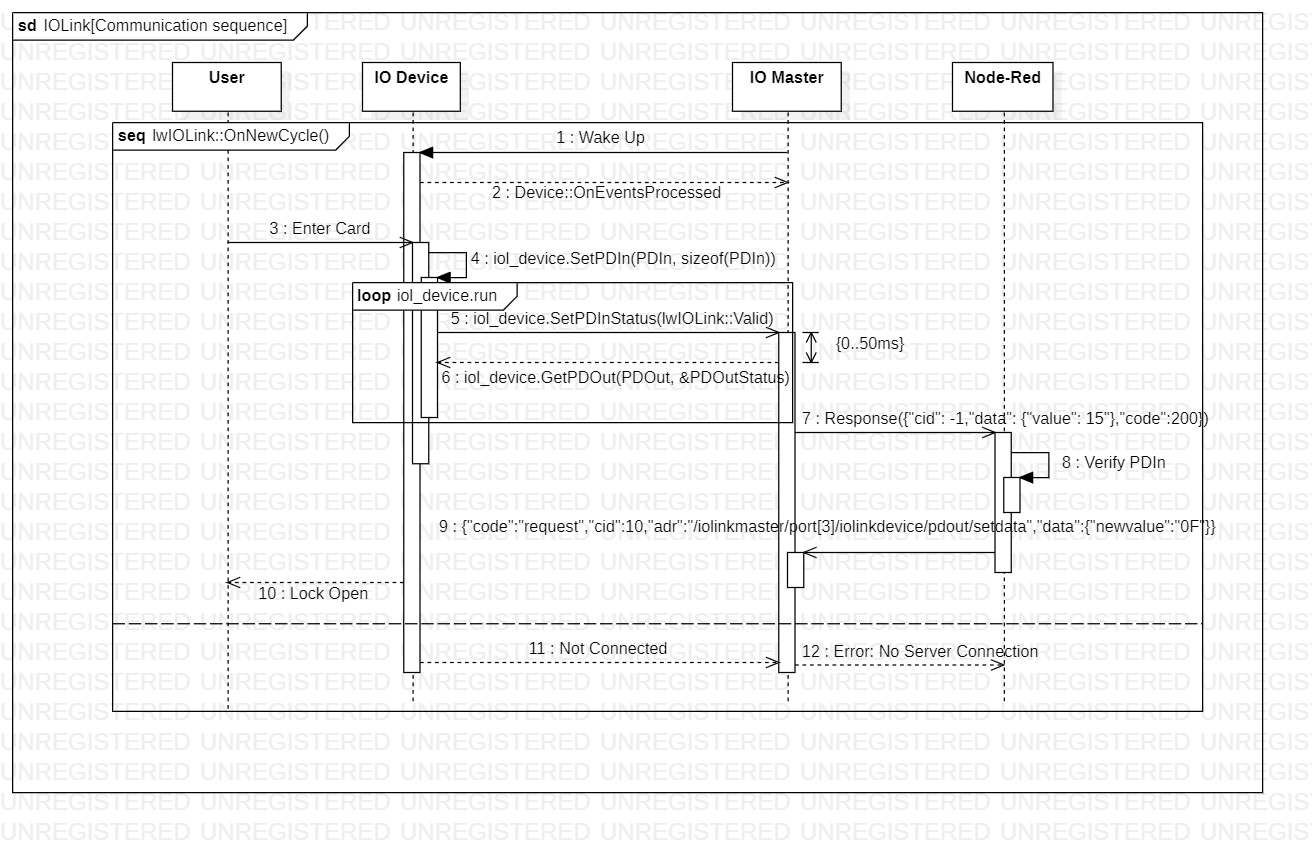 sd IOLink[Communication sequence]
User
IO Device
IO Master
Node-Red
seq lwIOLink::OnNewCycle()
1 : Wake Up
2 : Device::OnEventsProcessed
3 : Enter Card
4 : iol_device.SetPDIn(PDIn, sizeof(PDIn))
loop iol_device.run
5 : iol_device.SetPDInStatus(lwIOLink::Valid)
{0..50ms}
6 : iol_device.GetPDOut(PDOut, &PDOutStatus)
7 : Response({"cid": -1,"data": {"value": 15"},"code":200})
8 : Verify PDIn
9 : {"code":"request","cid":10,"adr":"/iolinkmaster/port[3]/iolinkdevice/pdout/setdata","data":{"newvalue":"0F"}}
10 : Lock Open
11 : Not Connected
12 : Error: No Server Connection
UNREGISTERED